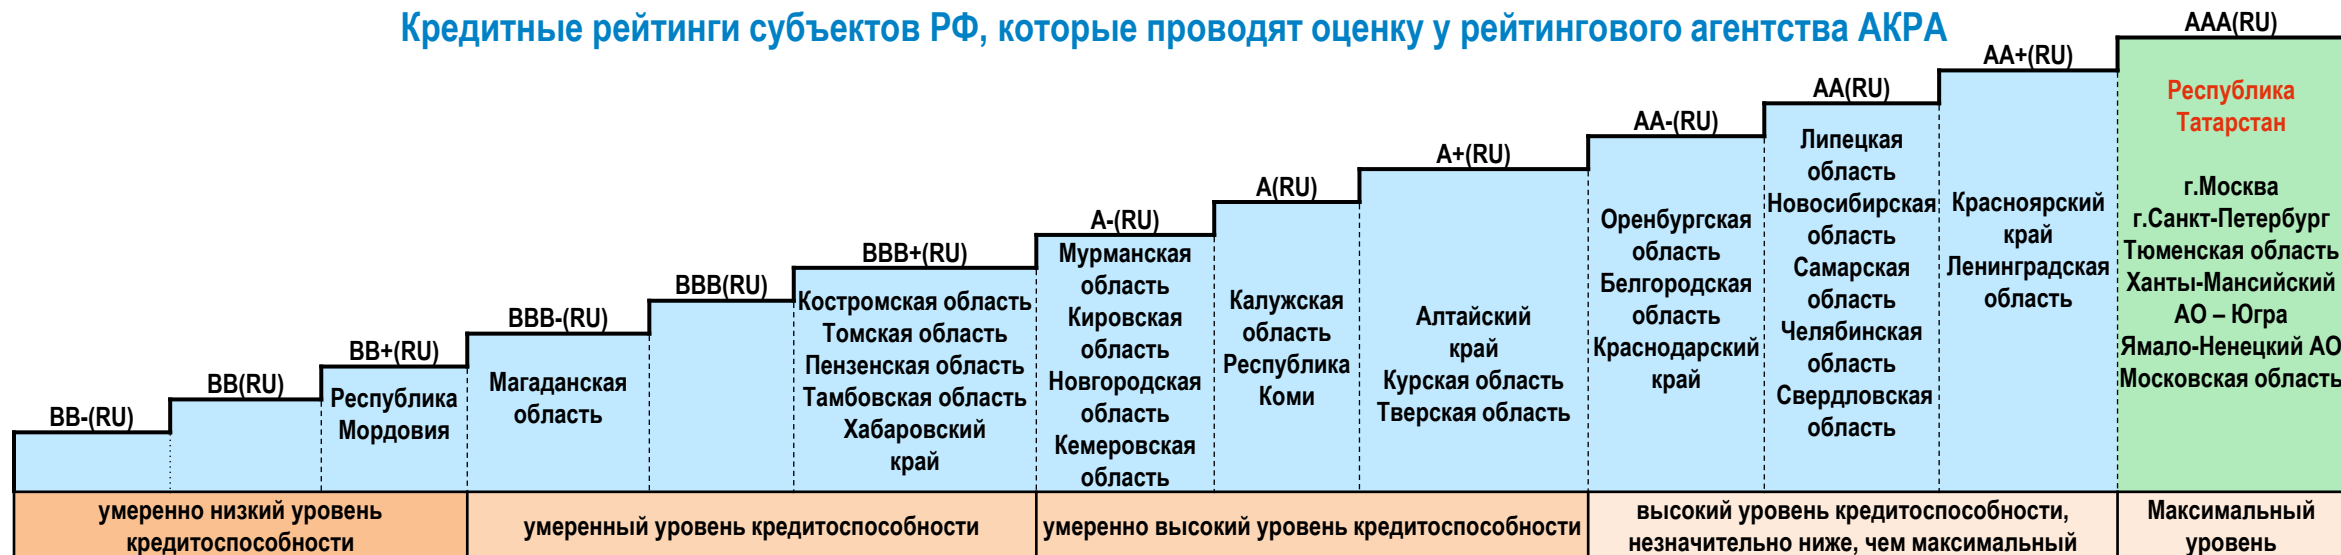 Кредитные рейтинги субъектов РФ, которые проводят оценку у рейтингового агентства АКРА
BB-(RU)
BB(RU)
BB+(RU)
Республика
Мордовия
BBB-(RU)
Магаданская
область
BBB(RU)
BBB+(RU)
Костромская область
Томская область
Пензенская область
Тамбовская область
Хабаровский
край
A-(RU)
Мурманская
область
Кировская
область
Новгородская
область
Кемеровская
область
A(RU)
Калужская
область
Республика
Коми
A+(RU)
Алтайский
край
Курская область
Тверская область
AA-(RU)
Оренбургская
область
Белгородская
область
Краснодарский
край
AA(RU)
Липецкая
область
Новосибирская
область
Самарская
область
Челябинская
область
Свердловская
область
AA+(RU)
Красноярский
край
Ленинградская
область
AAA(RU)
Республика
Татарстан
г.Москва
г.Санкт-Петербург
Тюменская область
Ханты-Мансийский
АО – Югра
Ямало-Ненецкий АО
Московская область
умеренно низкий уровень
кредитоспособности
умеренный уровень кредитоспособности
умеренно высокий уровень кредитоспособности
высокий уровень кредитоспособности,
незначительно ниже, чем максимальный
Максимальный
уровень